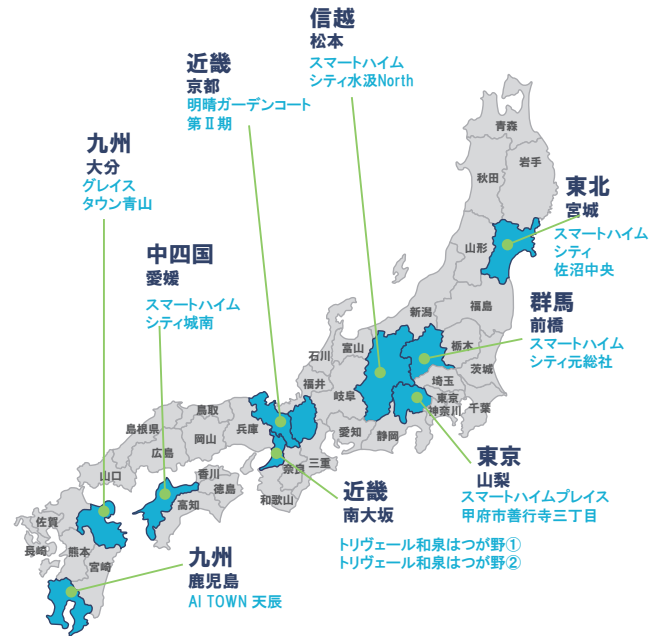 信越
松本
スマートハイム
シティ水汲North
近畿
京都
明晴ガーデンコート
第Ⅱ期
九州
大分
グレイス
タウン青山
中四国
愛媛
スマートハイム
シティ城南
東北
宮城
スマートハイム
シティ
佐沼中央
群馬
前橋
スマートハイム
シティ元総社
東京
山梨
スマートハイムプレイス
甲府市善行寺三丁目
近畿
南大坂
トリヴェール和泉はつが野①
トリヴェール和泉はつが野②
九州
鹿児島
AI TOWN 天辰
青森
岩手
秋田
山形
福島
新潟
栃木
茨城
埼玉
東京
神奈川
千葉
富山
石川
福井
岐阜
愛知
静岡
三重
奈良
和歌山
兵庫
鳥取
岡山
島根県
広島
山口
香川
徳島
高知
佐賀
長崎
熊本
宮崎